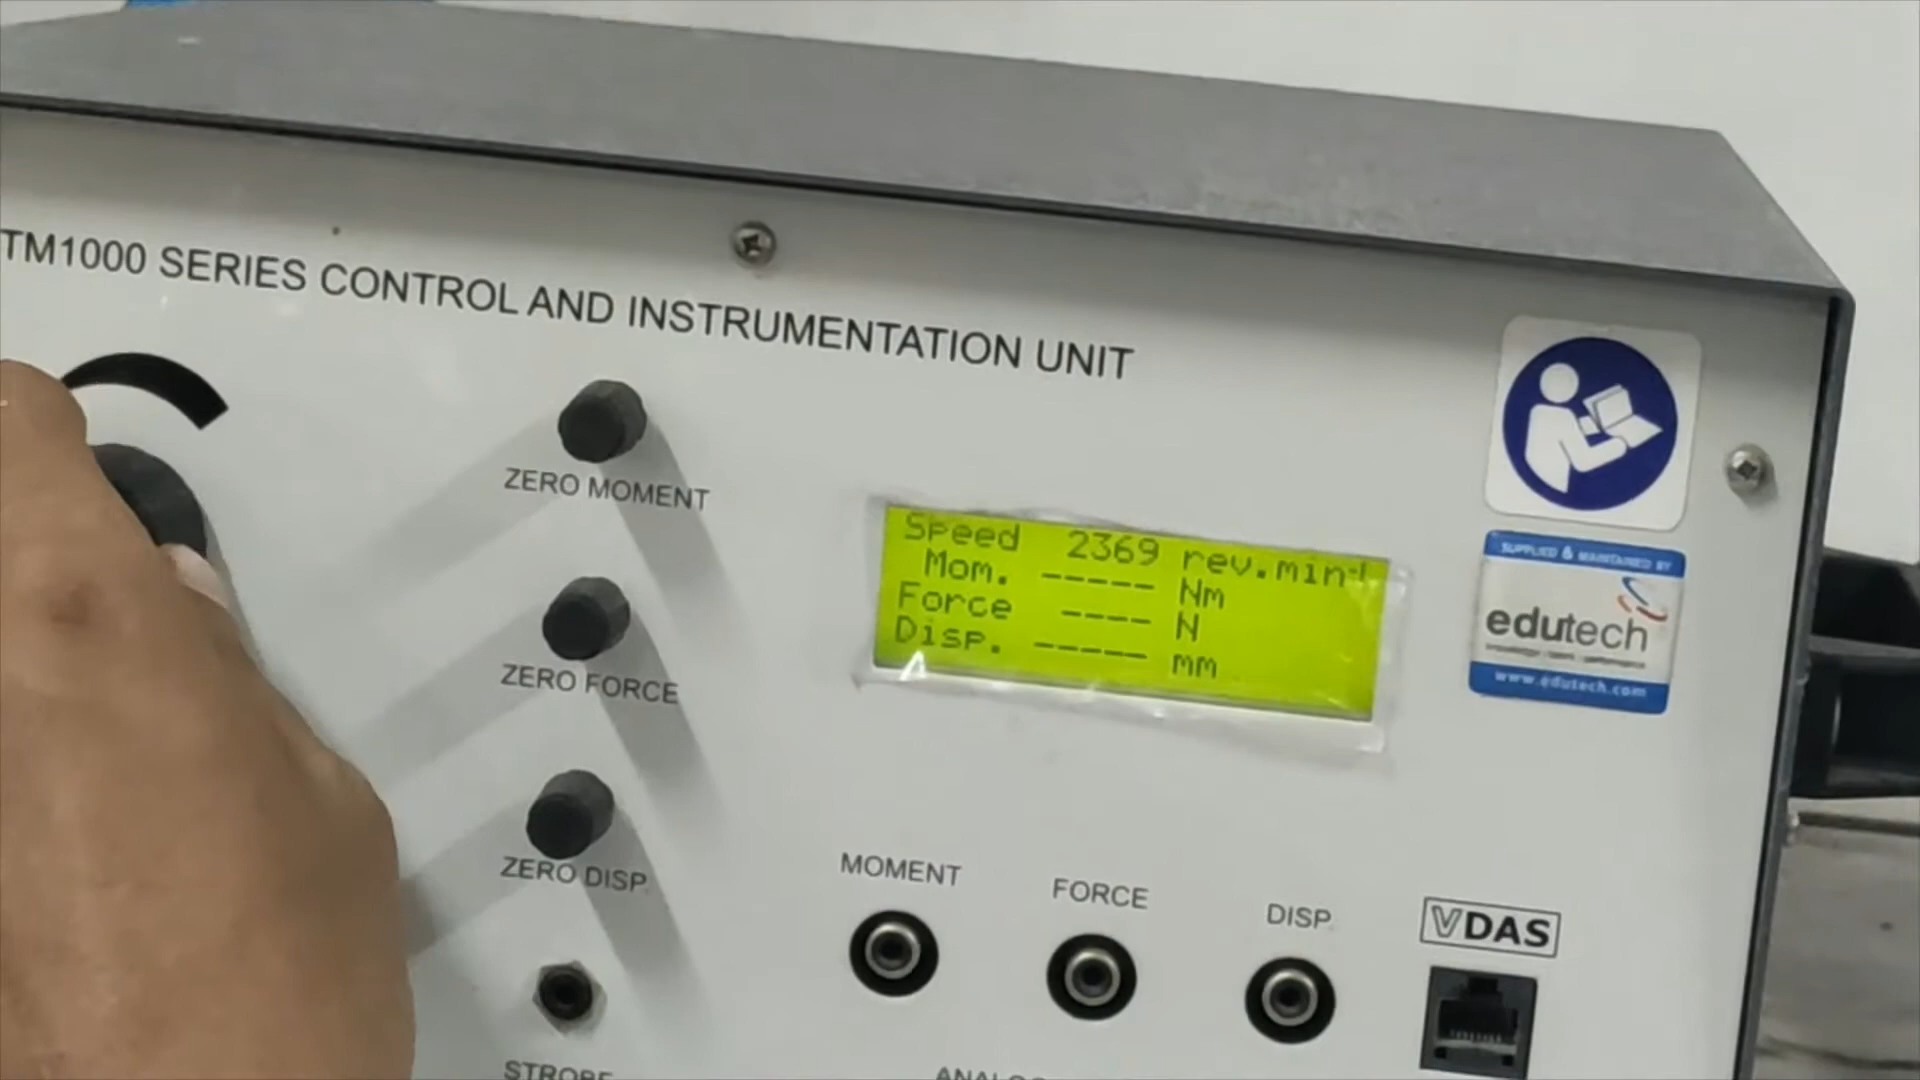 TM1000 SERIES CONTROL AND INSTRUMENTATION UNIT
ZERO MOMENT
ZERO FORCE
ZERO DISP.
STROBE
Speed 2369 rev.min-1
Mom. ----- Nm
Force ---- N
Disp. ----- mm
SUPPLIED & MAINTAINED BY
edutech
www.edutech.com
MOMENT
FORCE
DISP.
VDAS